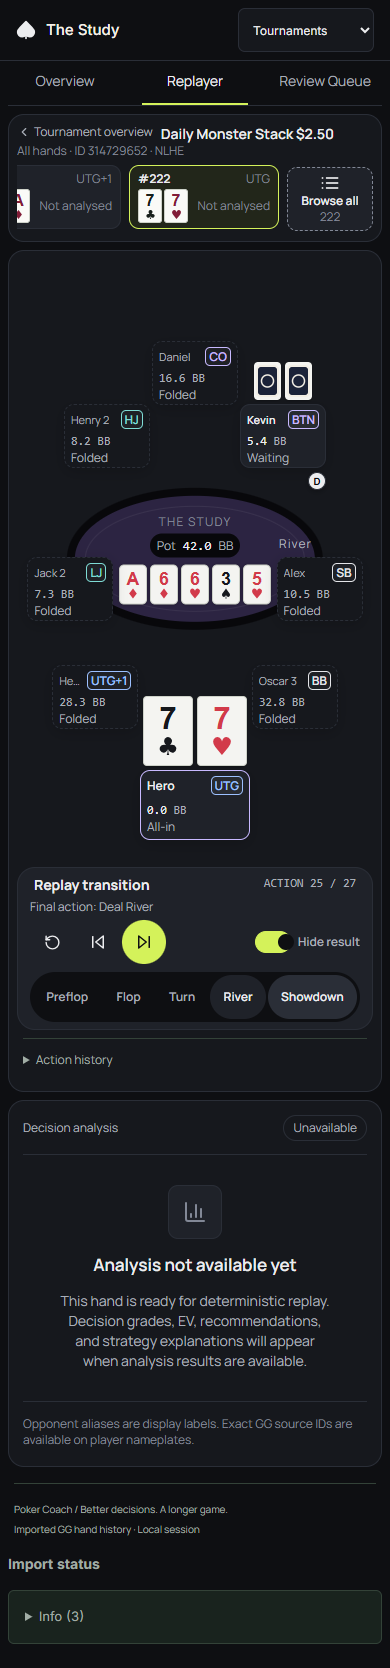 The Study
Tournaments
Overview
Replayer
Review Queue
Tournament overview
Daily Monster Stack $2.50
All hands · ID 314729652 · NLHE
UTG+1
A
Not analysed
#222
UTG
7 7
Not analysed
Browse all
222
Daniel CO
16.6 BB
Folded
Henry 2 HJ
8.2 BB
Folded
Kevin BTN
5.4 BB
Waiting
D
THE STUDY
Pot 42.0 BB
River
Jack 2 LJ
7.3 BB
Folded
A 6 6 3 5
Alex SB
10.5 BB
Folded
He... UTG+1
28.3 BB
Folded
Oscar 3 BB
32.8 BB
Folded
7 7
Hero UTG
0.0 BB
All-in
Replay transition
ACTION 25 / 27
Final action: Deal River
Hide result
Preflop
Flop
Turn
River
Showdown
Action history
Decision analysis
Unavailable
Analysis not available yet
This hand is ready for deterministic replay.
Decision grades, EV, recommendations,
and strategy explanations will appear
when analysis results are available.
Opponent aliases are display labels. Exact GG source IDs are
available on player nameplates.
Poker Coach / Better decisions. A longer game.
Imported GG hand history · Local session
Import status
Info (3)